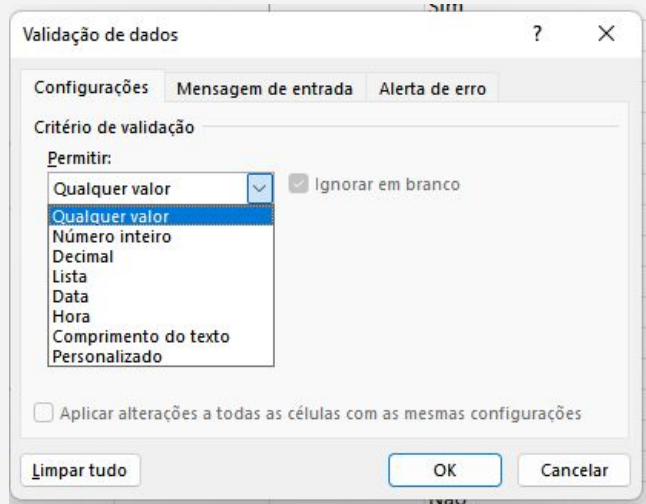 Sim
Validação de dados ? ×
Configurações Mensagem de entrada Alerta de erro
Critério de validação
Permitir:
Qualquer valor Ignorar em branco
Qualquer valor
Número inteiro
Decimal
Lista
Data
Hora
Comprimento do texto
Personalizado
Aplicar alterações a todas as células com as mesmas configurações
Limpar tudo OK Cancelar
Não